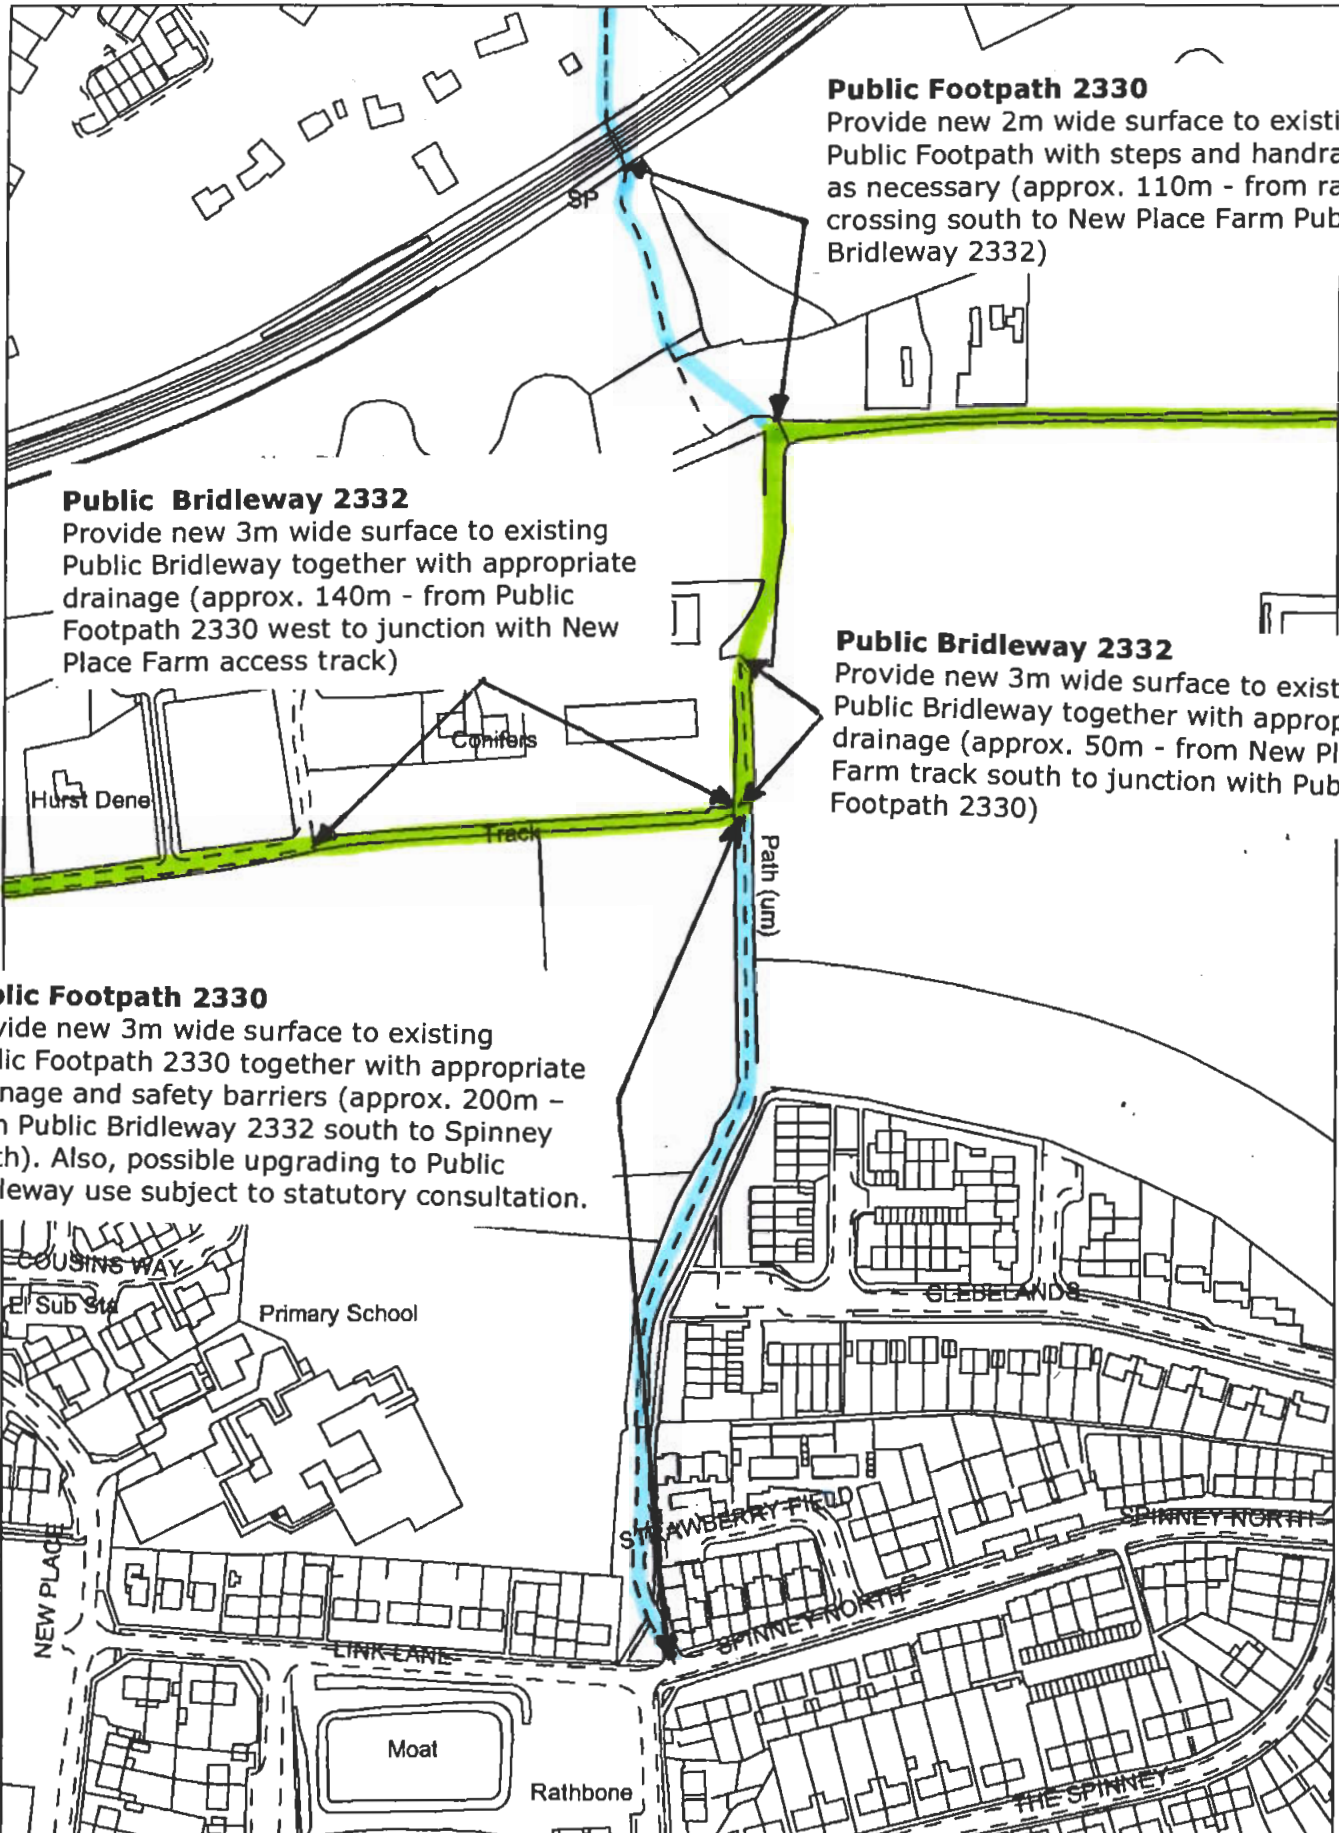 Public Footpath 2330
Provide new 2m wide surface to existi
Public Footpath with steps and handra
as necessary (approx. 110m - from ra
crossing south to New Place Farm Pub
Bridleway 2332)
SP
Public Bridleway 2332
Provide new 3m wide surface to existing
Public Bridleway together with appropriate
drainage (approx. 140m - from Public
Footpath 2330 west to junction with New
Place Farm access track)
Public Bridleway 2332
Provide new 3m wide surface to exist
Public Bridleway together with approp
drainage (approx. 50m - from New Pl
Farm track south to junction with Pub
Footpath 2330)
Conifers
Hurst Dene
Track
Path (um)
lic Footpath 2330
vide new 3m wide surface to existing
lic Footpath 2330 together with appropriate
nage and safety barriers (approx. 200m –
n Public Bridleway 2332 south to Spinney
th). Also, possible upgrading to Public
leway use subject to statutory consultation.
COUSINS WAY
El Sub Sta
Primary School
GLEBELANDS
STRAWBERRY FIELD
SPINNEY NORTH
SPINNEY NORTH
NEW PLACE
LINK LANE
Moat
Rathbone
THE SPINNEY